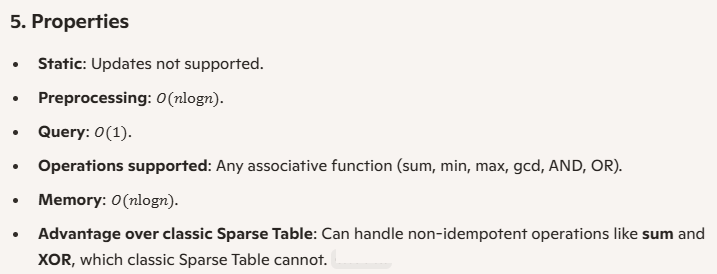 5. Properties
• Static: Updates not supported.
• Preprocessing: O(nlogn).
• Query: O(1).
• Operations supported: Any associative function (sum, min, max, gcd, AND, OR).
• Memory: O(nlogn).
• Advantage over classic Sparse Table: Can handle non-idempotent operations like sum and
XOR, which classic Sparse Table cannot.